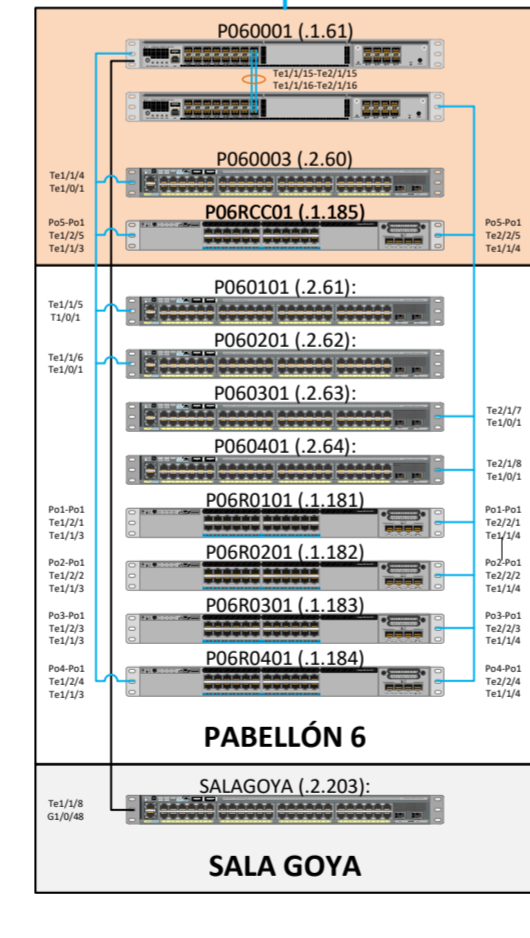 P060001 (.1.61)
Te1/1/15-Te2/1/15
Te1/1/16-Te2/1/16
P060003 (.2.60)
Te1/1/4
Te1/0/1
P06RCC01 (.1.185)
Po5-Po1
Te1/2/5
Te1/1/3
Po5-Po1
Te2/2/5
Te1/1/4
P060101 (.2.61):
Te1/1/5
T1/0/1
P060201 (.2.62):
Te1/1/6
Te1/0/1
P060301 (.2.63):
Te2/1/7
Te1/0/1
P060401 (.2.64):
Te2/1/8
Te1/0/1
P06R0101 (.1.181)
Po1-Po1
Te1/2/1
Te1/1/3
Po1-Po1
Te2/2/1
Te1/1/4
P06R0201 (.1.182)
Po2-Po1
Te1/2/2
Te1/1/3
Po2-Po1
Te2/2/2
Te1/1/4
P06R0301 (.1.183)
Po3-Po1
Te1/2/3
Te1/1/3
Po3-Po1
Te2/2/3
Te1/1/4
P06R0401 (.1.184)
Po4-Po1
Te1/2/4
Te1/1/3
Po4-Po1
Te2/2/4
Te1/1/4
PABELLÓN 6
SALAGOYA (.2.203):
Te1/1/8
G1/0/48
SALA GOYA